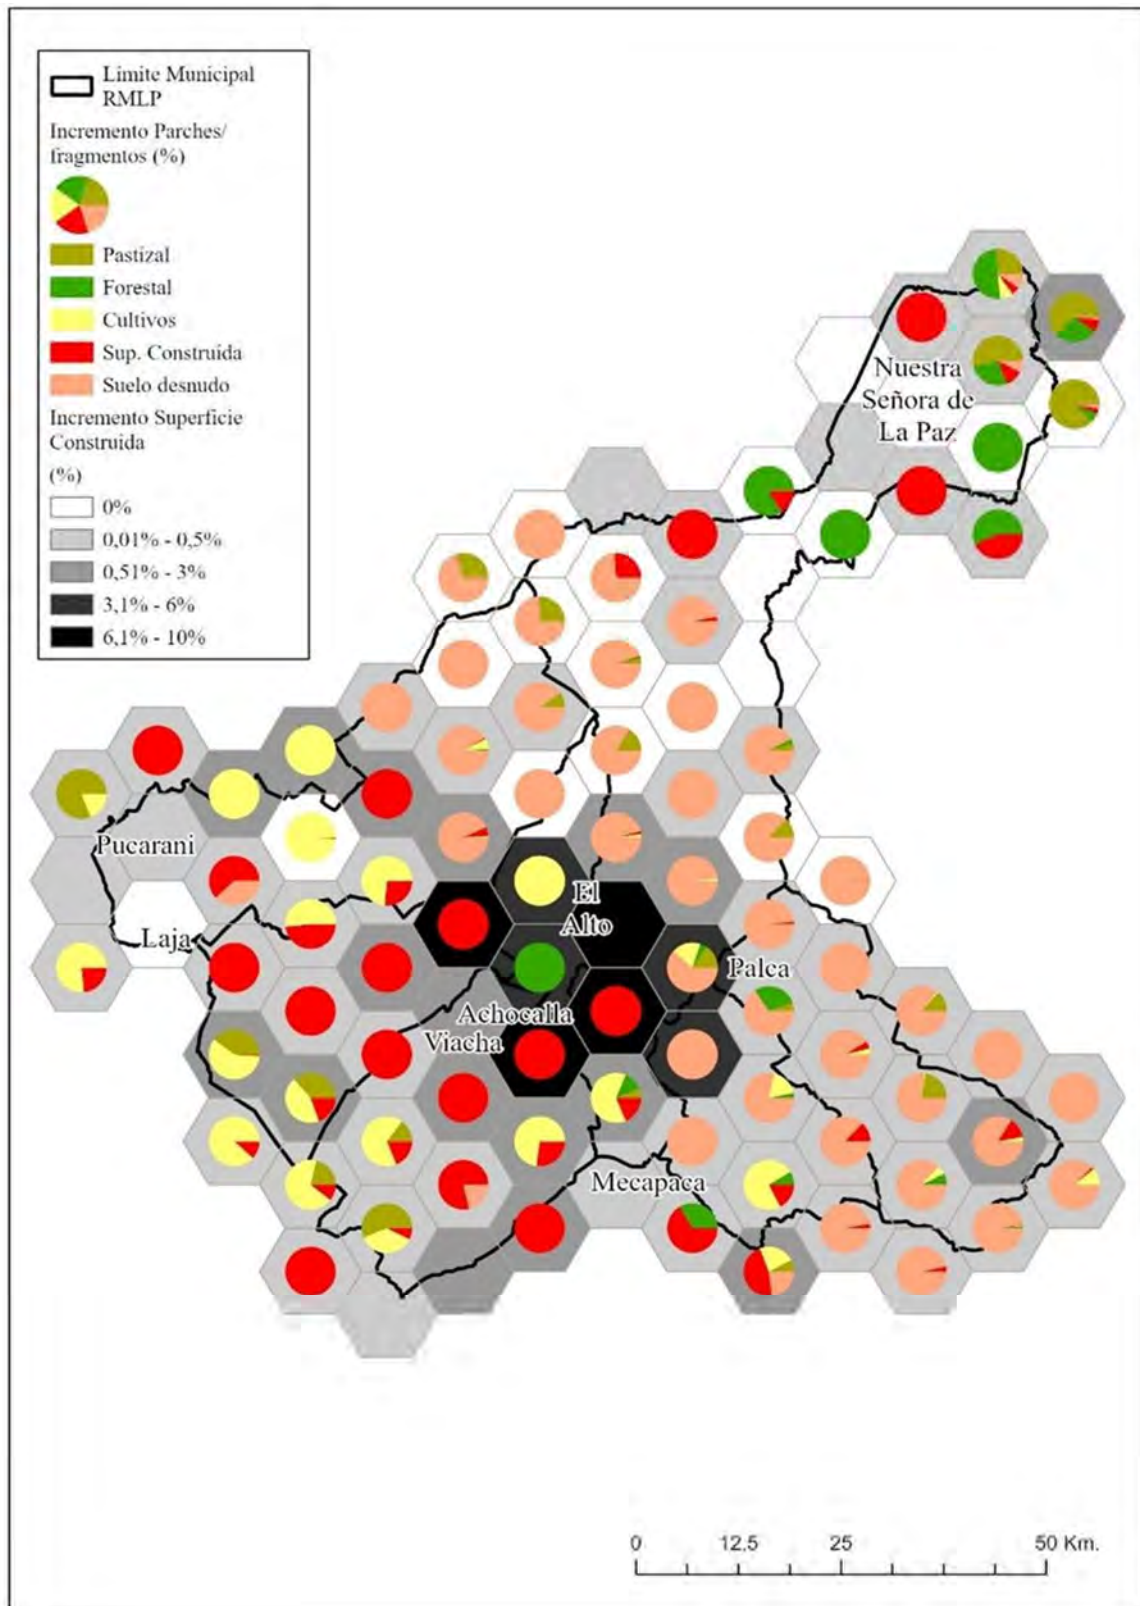 Limite Municipal
RMLP
Incremento Parches/
fragmentos (%)
Pastizal
Forestal
Cultivos
Sup. Construida
Suelo desnudo
Incremento Superficie
Construida
(%)
0%
0,01% - 0,5%
0,51% - 3%
3,1% - 6%
6,1% - 10%
Nuestra
Señora de
La Paz
Pucarani
Laja
El
Alto
Palca
Achocalla
Viacha
Mecapaca
0 12,5 25 50 Km.